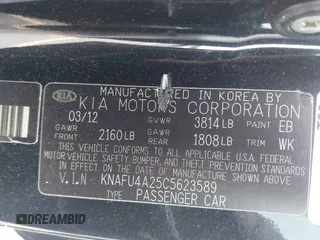 MANUFACTURED IN KOREA BY
KIA KIA MOTORS CORPORATION
03/12 GVWR 3814 LB PAINT EB
GAWR FRONT 2160 LB GAWR 1808 LB TRIM WK
THIS VEHICLE CONFORMS TO ALL APPLICABLE U.S.A. FEDERAL
MOTOR VEHICLE SAFETY, BUMPER, AND THEFT PREVENTION STANDARDS
IN EFFECT ON THE DATE OF MANUFACTURE SHOWN ABOVE.
V.I.N KNAFU4A25C5623589
TYPE PASSENGER CAR
DREAMBID